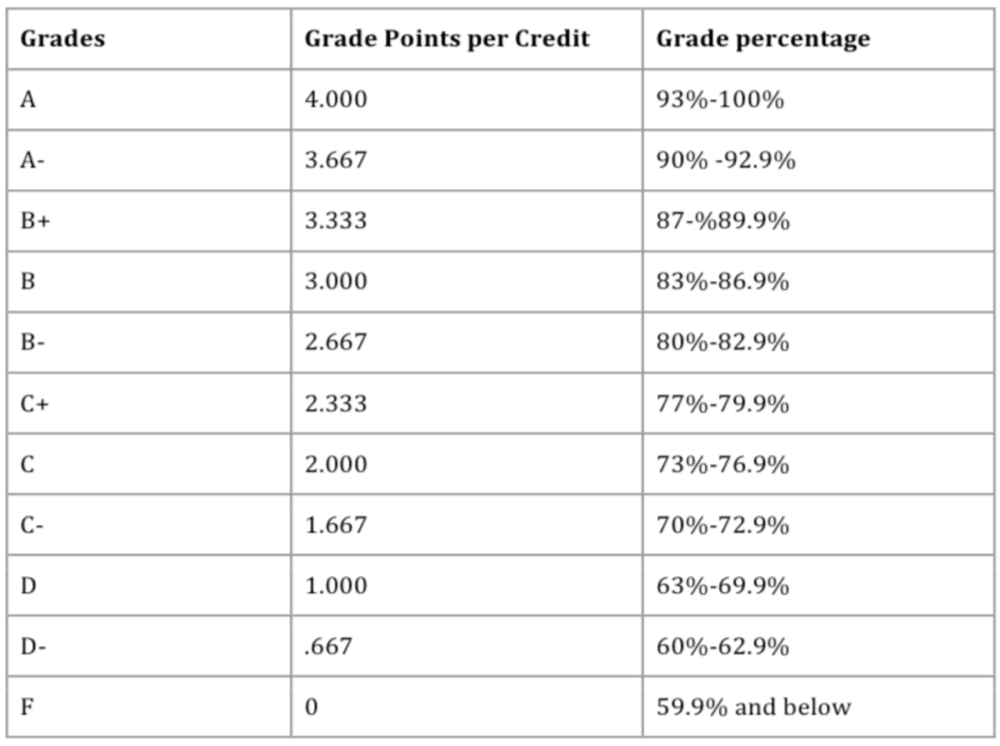 Grades Grade Points per Credit Grade percentage
A 4.000 93%-100%
A- 3.667 90% -92.9%
B+ 3.333 87-%89.9%
B 3.000 83%-86.9%
B- 2.667 80%-82.9%
C+ 2.333 77%-79.9%
C 2.000 73%-76.9%
C- 1.667 70%-72.9%
D 1.000 63%-69.9%
D- .667 60%-62.9%
F 0 59.9% and below